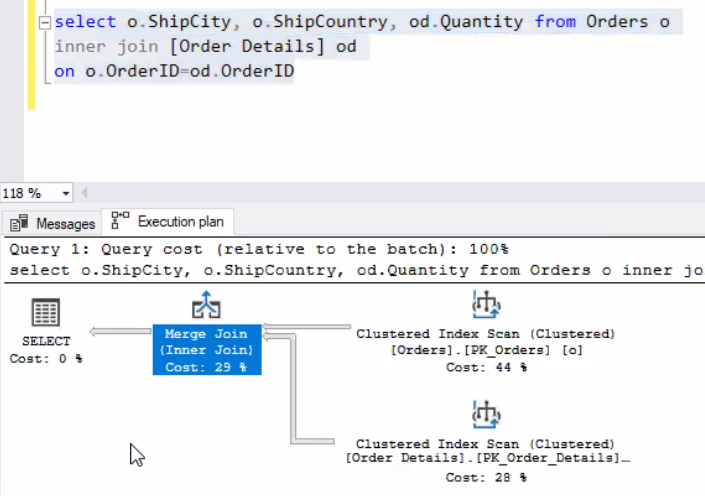 select o.ShipCity, o.ShipCountry, od.Quantity from Orders o
inner join [Order Details] od
on o.OrderID=od.OrderID
118 %
Messages
Execution plan
Query 1: Query cost (relative to the batch): 100%
select o.ShipCity, o.ShipCountry, od.Quantity from Orders o inner jo
SELECT
Cost: 0 %
Merge Join
(Inner Join)
Cost: 29 %
Clustered Index Scan (Clustered)
[Orders].[PK_Orders] [o]
Cost: 44 %
Clustered Index Scan (Clustered)
[Order Details].[PK_Order_Details]…
Cost: 28 %